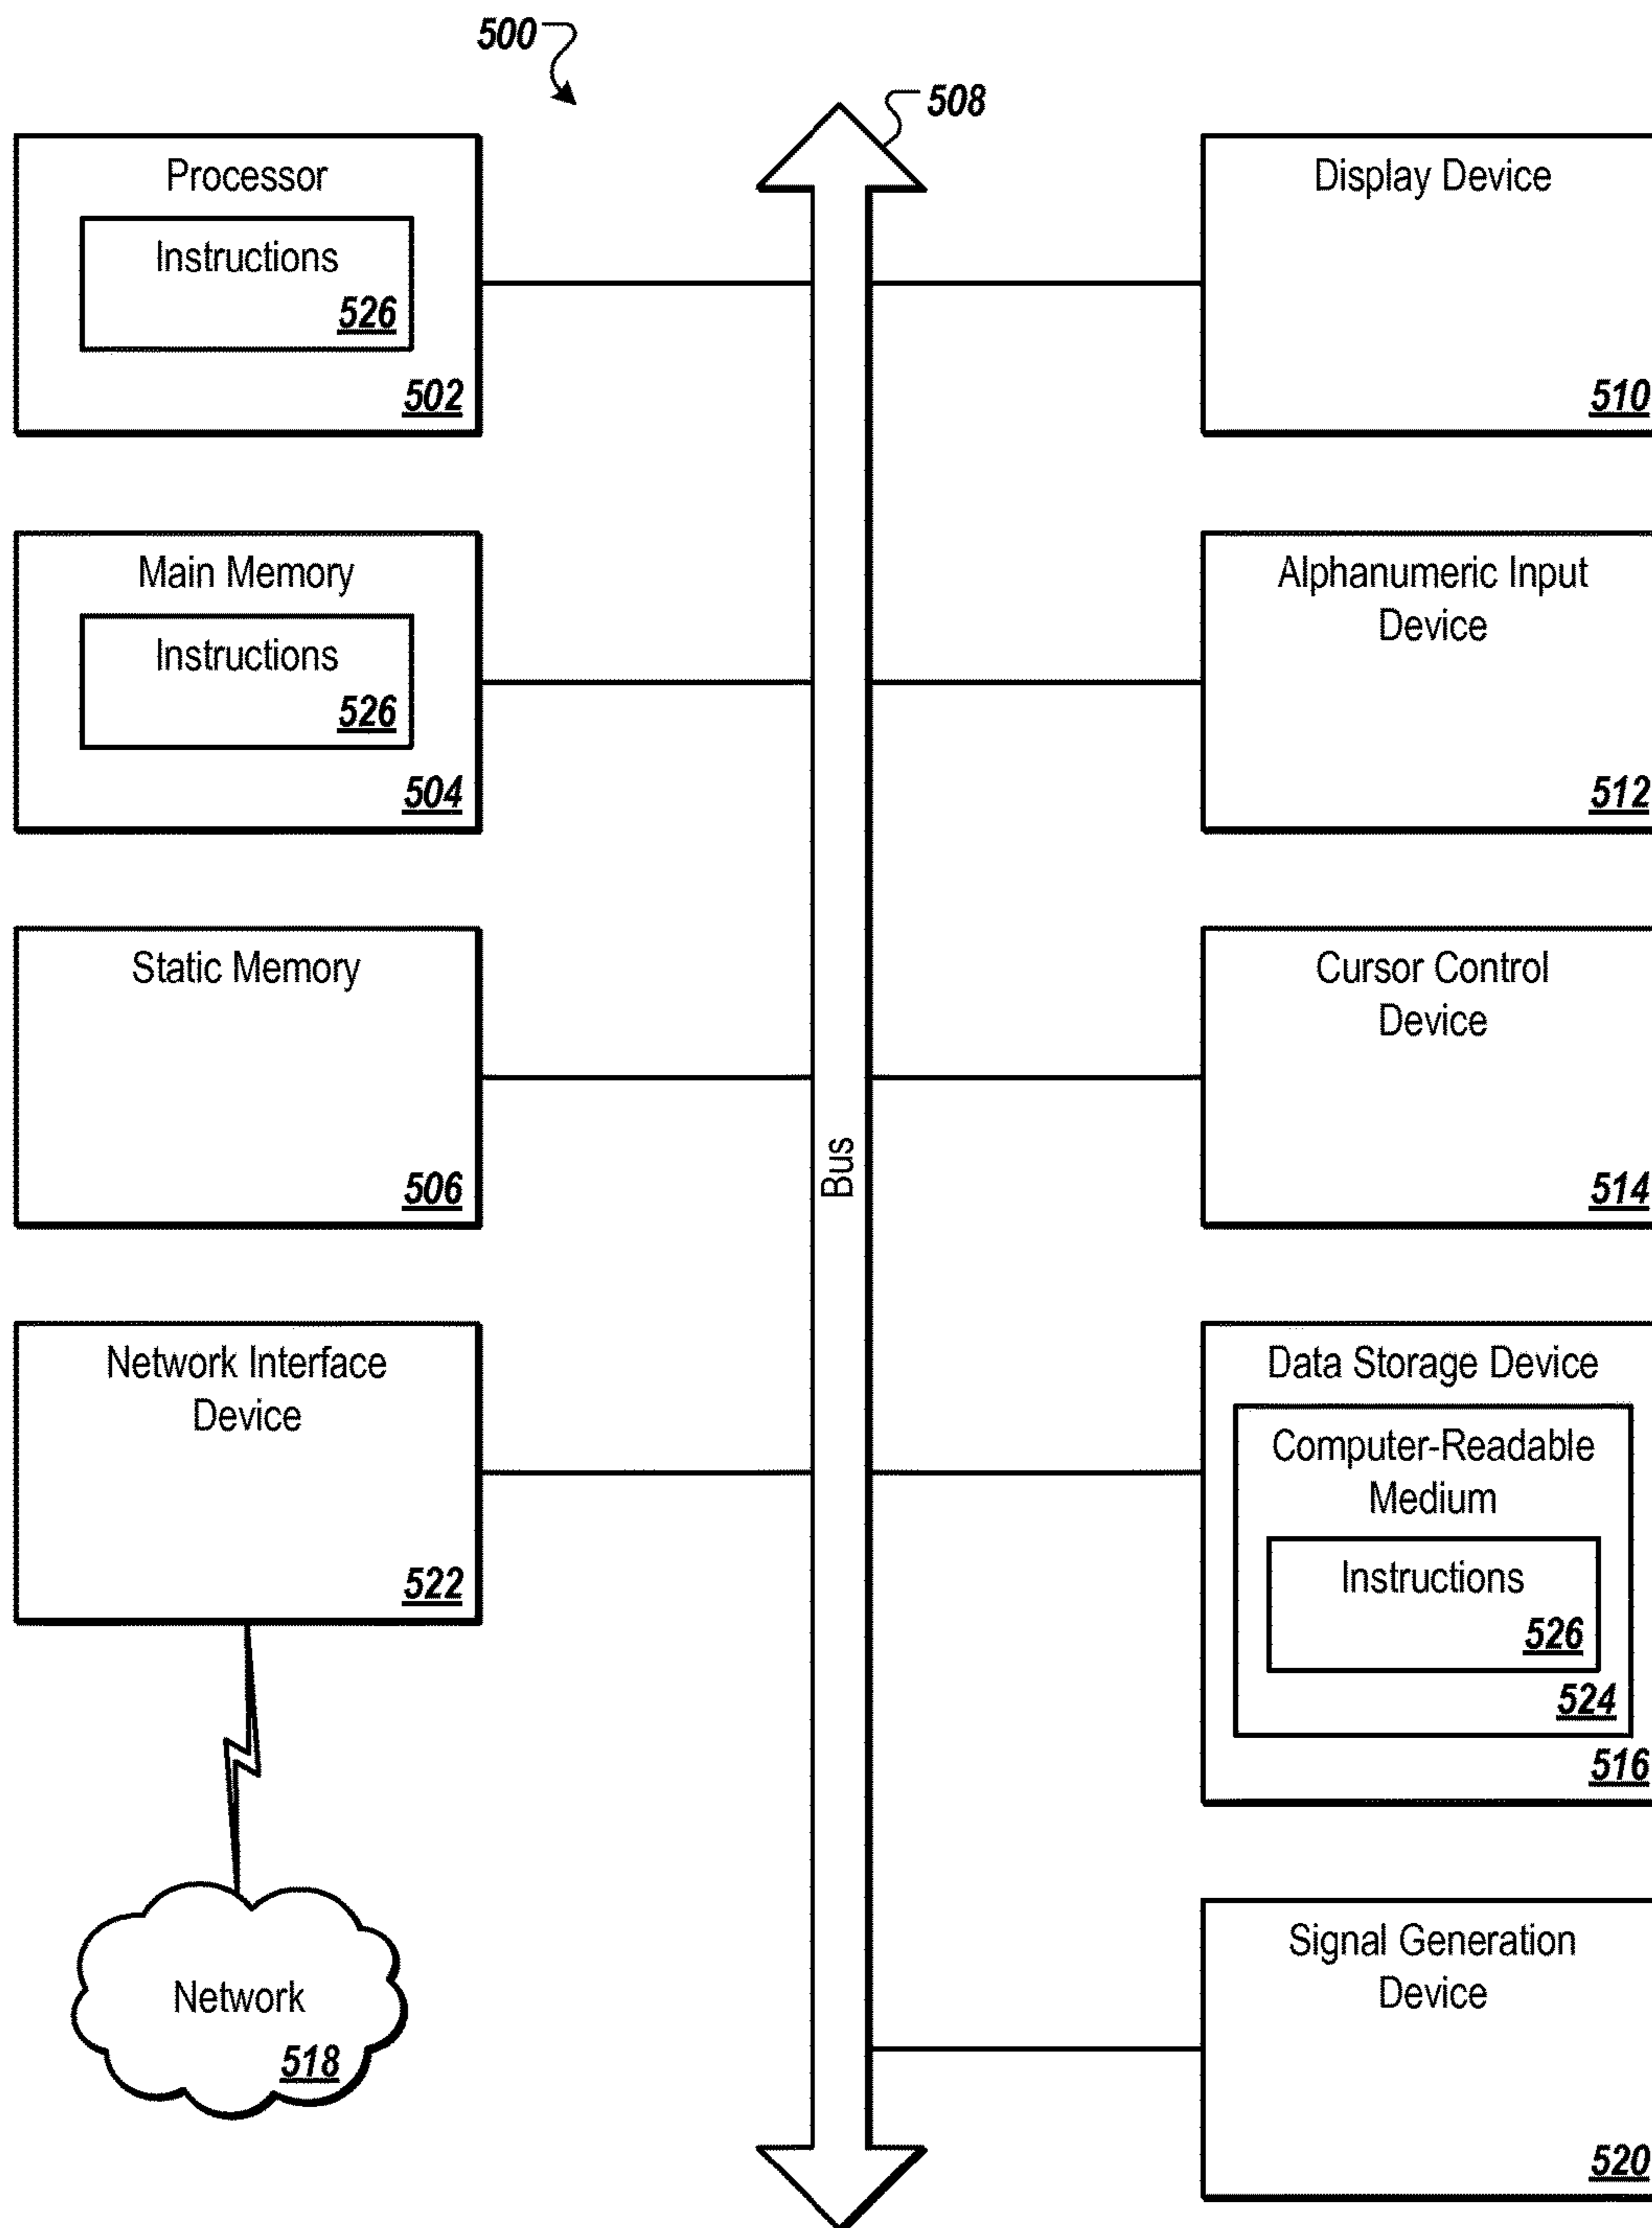 500
508
Processor
Instructions
526
502
Display Device
510
Main Memory
Instructions
526
504
Alphanumeric Input
Device
512
Static Memory
506
Cursor Control
Device
514
Bus
Network Interface
Device
522
Data Storage Device
Computer-Readable
Medium
Instructions
526
524
516
Network
518
Signal Generation
Device
520